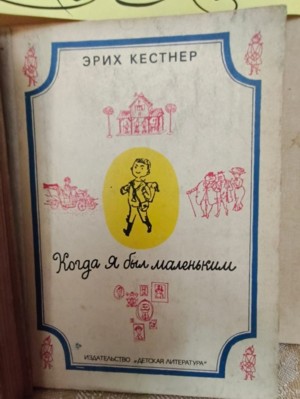 ЭРИХ КЕСТНЕР
Когда я был маленьким
ИЗДАТЕЛЬСТВО „ДЕТСКАЯ ЛИТЕРАТУРА"